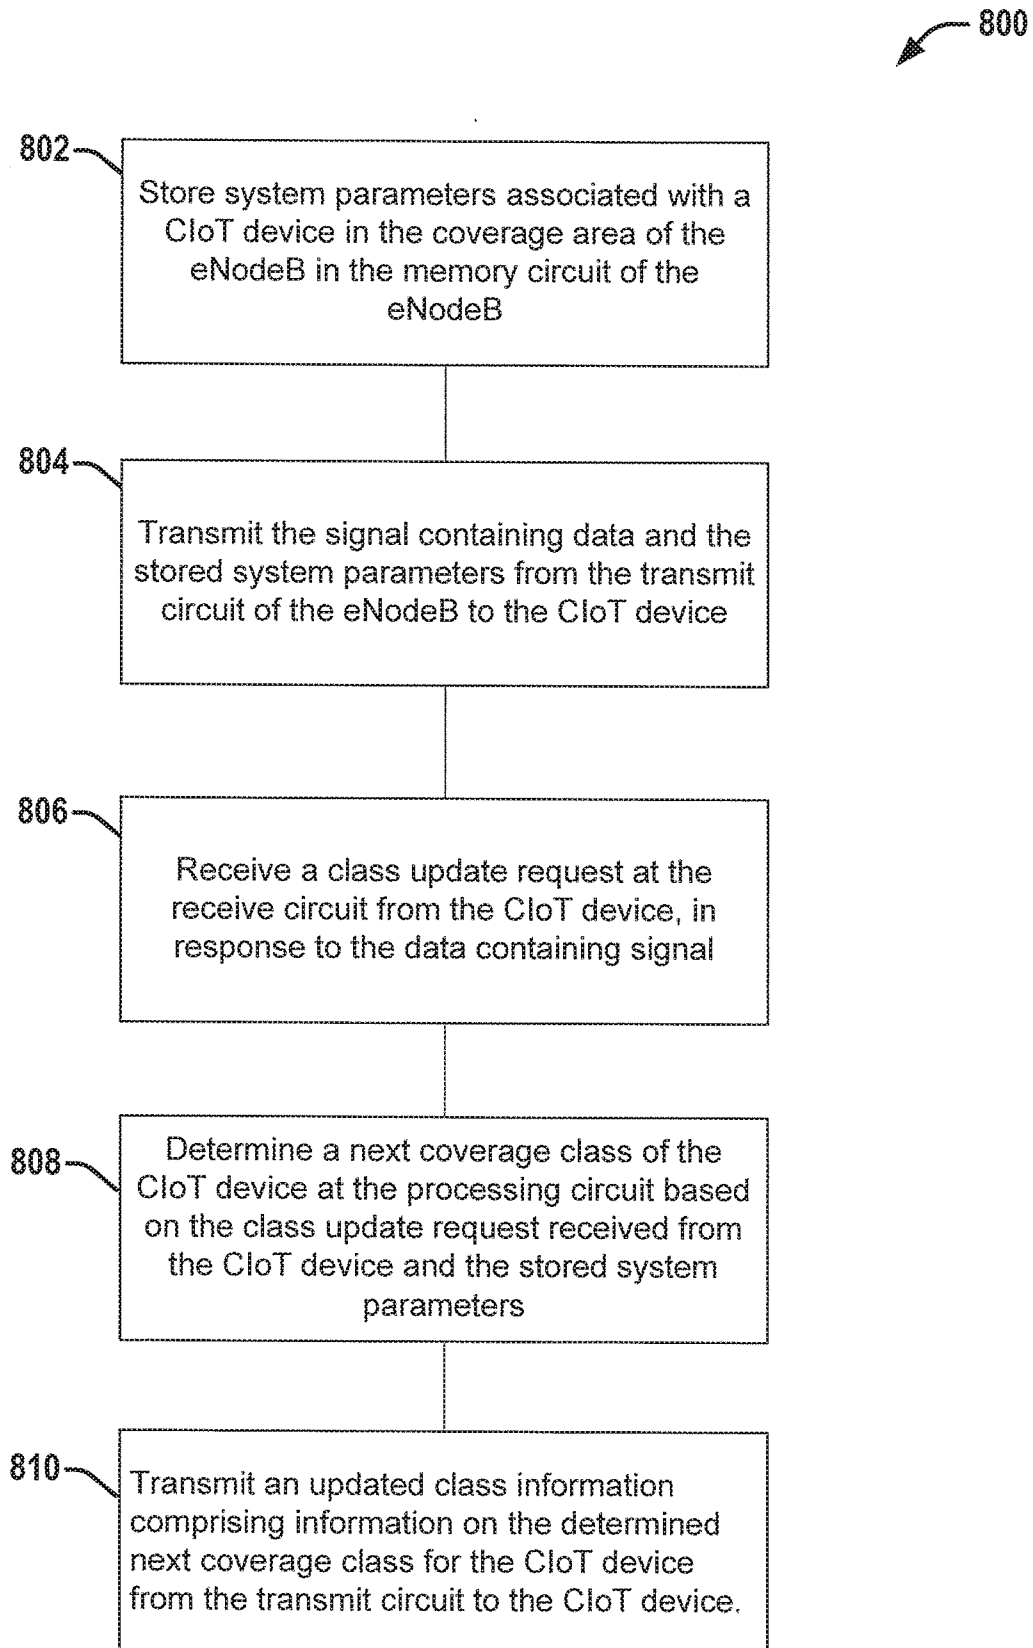 800
802
Store system parameters associated with a
CIoT device in the coverage area of the
eNodeB in the memory circuit of the
eNodeB
804
Transmit the signal containing data and the
stored system parameters from the transmit
circuit of the eNodeB to the CIoT device
806
Receive a class update request at the
receive circuit from the CIoT device, in
response to the data containing signal
808
Determine a next coverage class of the
CIoT device at the processing circuit based
on the class update request received from
the CIoT device and the stored system
parameters
810
Transmit an updated class information
comprising information on the determined
next coverage class for the CIoT device
from the transmit circuit to the CIoT device.